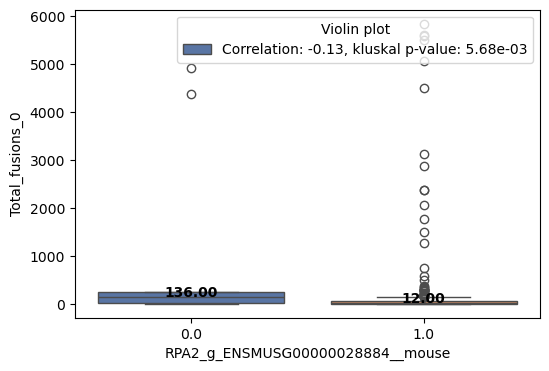 Violin plot
Correlation: -0.13, kluskal p-value: 5.68e-03
6000
5000
4000
3000
2000
1000
0
Total_fusions_0
136.00
12.00
0.0
1.0
RPA2_g_ENSMUSG00000028884__mouse